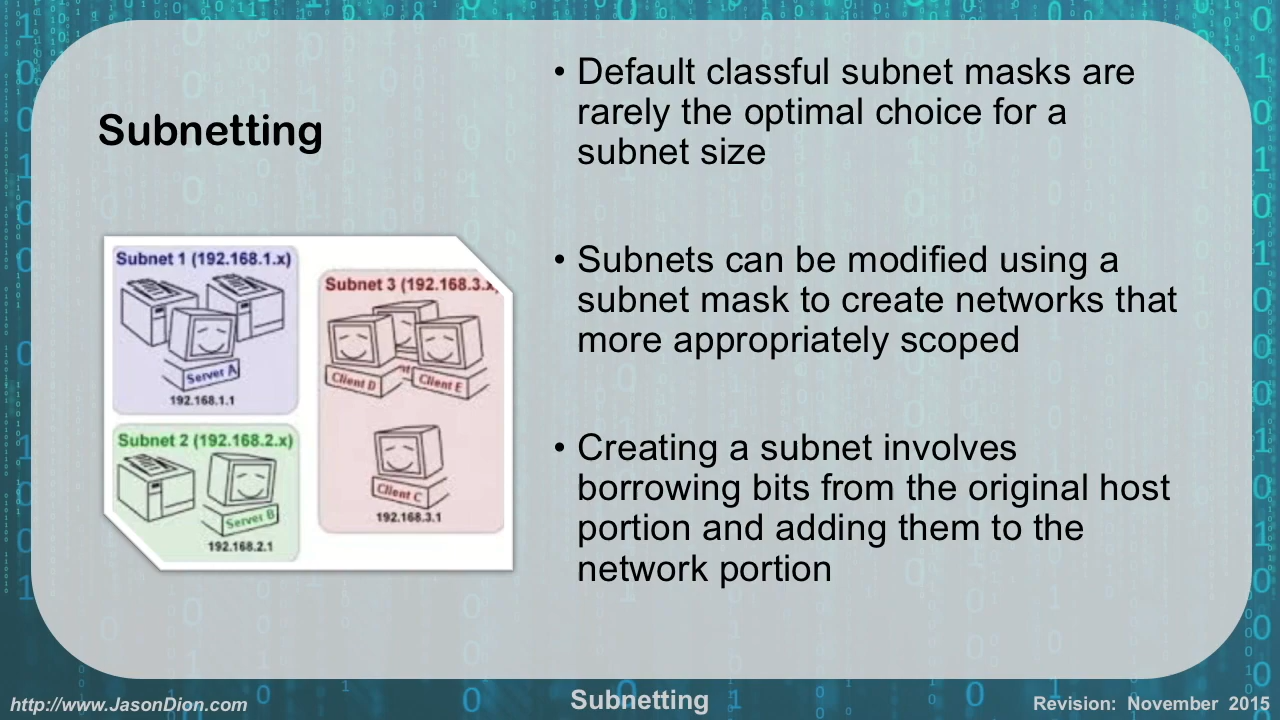 Subnetting
• Default classful subnet masks are
rarely the optimal choice for a
subnet size
• Subnets can be modified using a
subnet mask to create networks that
more appropriately scoped
• Creating a subnet involves
borrowing bits from the original host
portion and adding them to the
network portion
Subnet 1 (192.168.1.x)
Server A
192.168.1.1
Subnet 2 (192.168.2.x)
Server B
192.168.2.1
Subnet 3 (192.168.3.x
Client D
Client E
Client C
192.168.3.1
http://www.JasonDion.com
Subnetting
Revision: November 2015